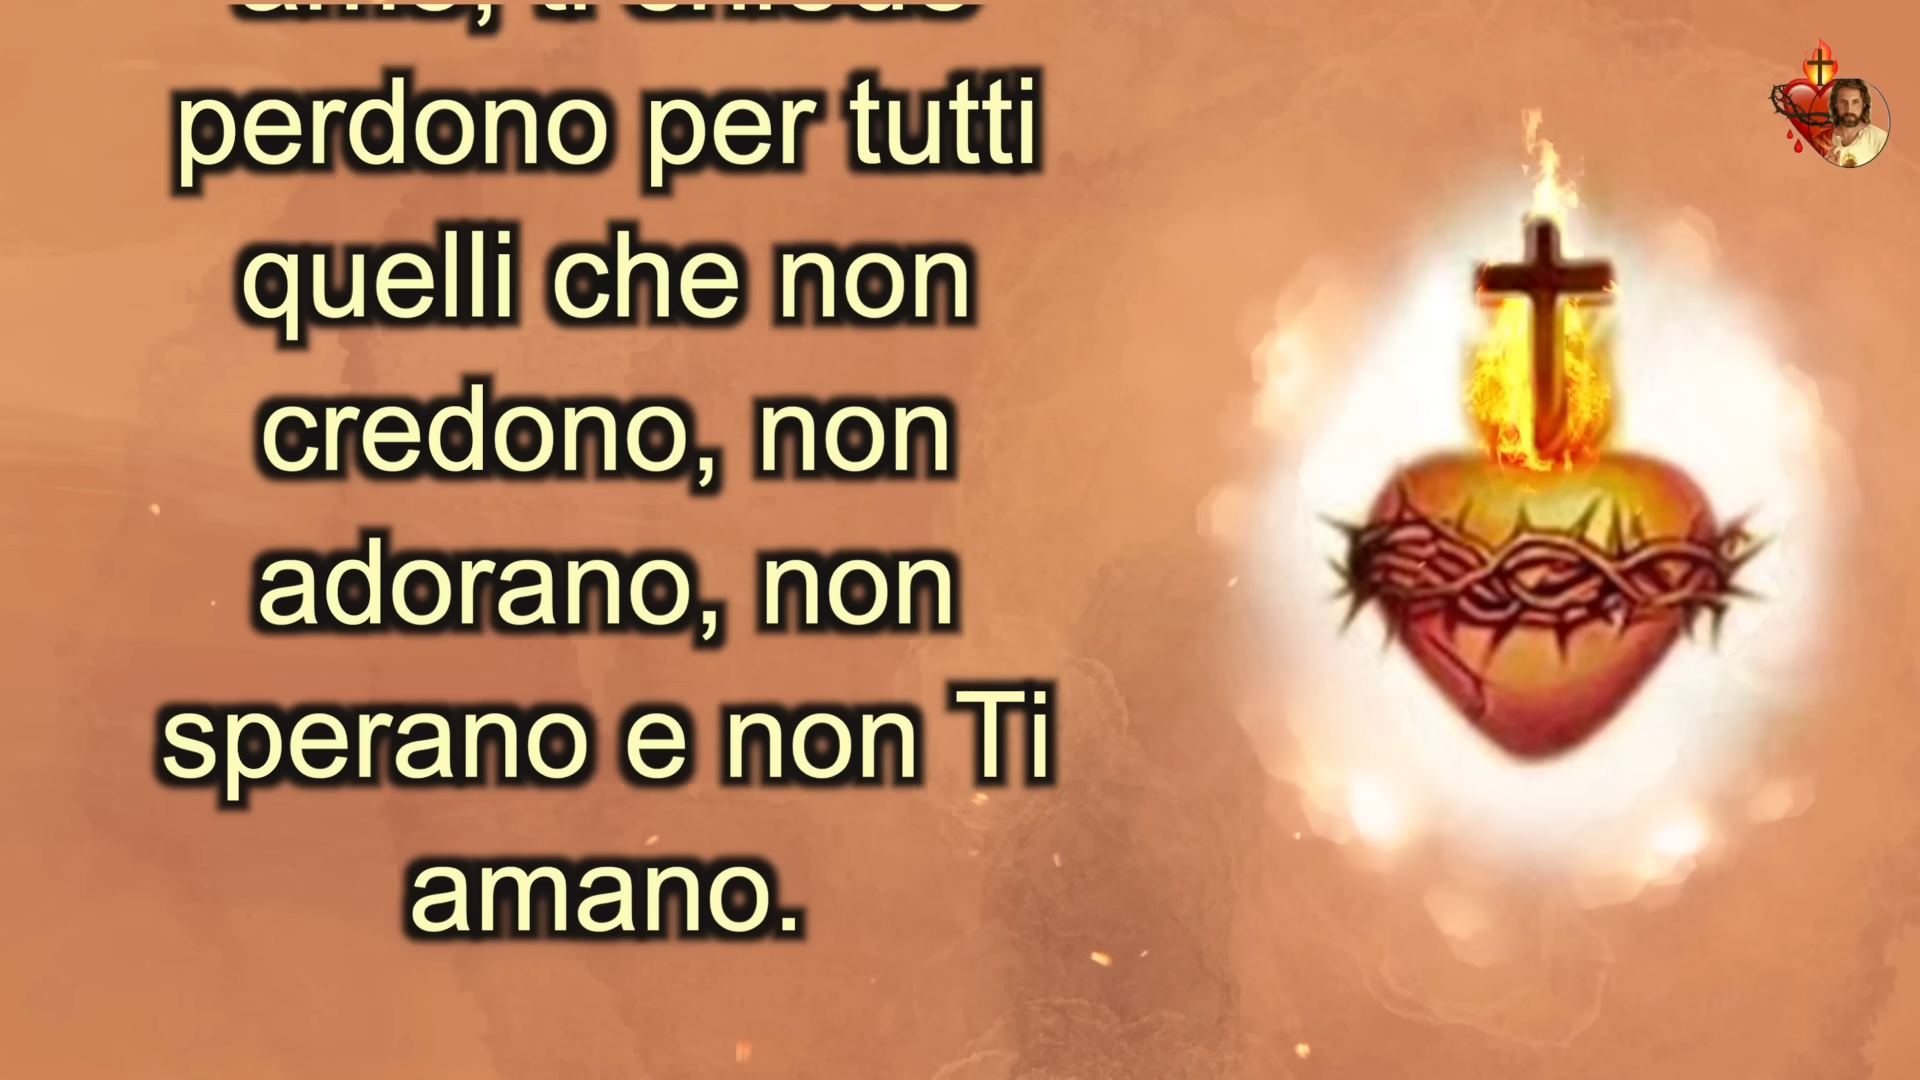 perdono per tutti
quelli che non
credono, non
adorano, non
sperano e non Ti
amano.